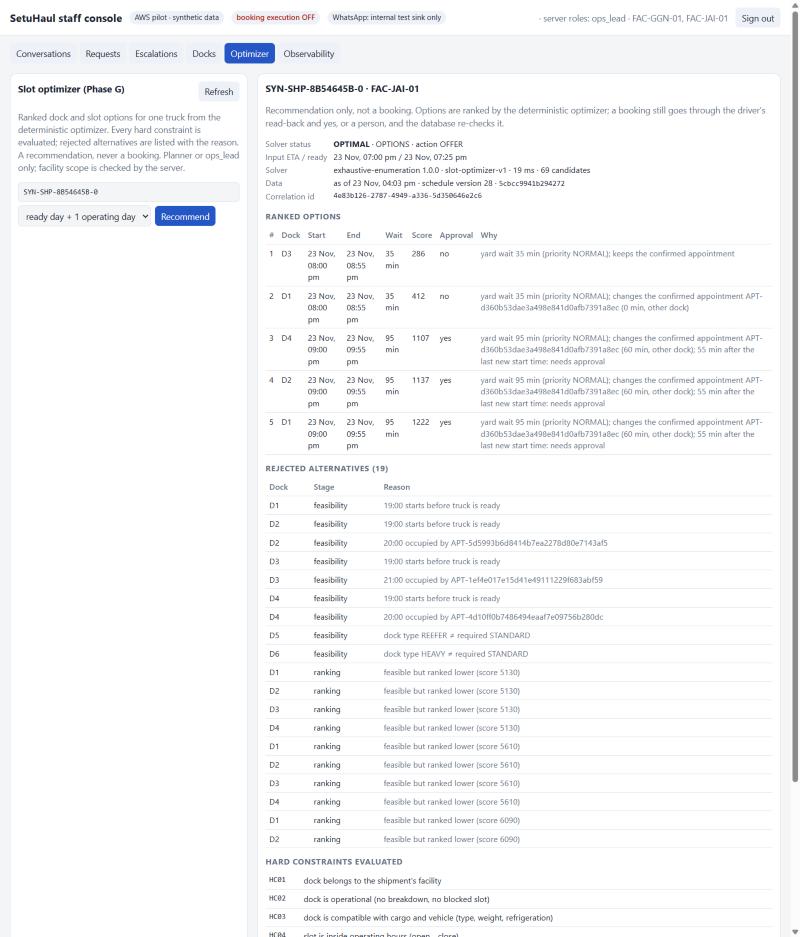 SetuHaul staff console
AWS pilot · synthetic data
booking execution OFF
WhatsApp: internal test sink only
· server roles: ops_lead · FAC-GGN-01, FAC-JAI-01
Sign out
Conversations
Requests
Escalations
Docks
Optimizer
Observability
Slot optimizer (Phase G)
Refresh
Ranked dock and slot options for one truck from the
deterministic optimizer. Every hard constraint is
evaluated; rejected alternatives are listed with the reason.
A recommendation, never a booking. Planner or ops_lead
only; facility scope is checked by the server.
SYN-SHP-8B54645B-0
ready day + 1 operating day
Recommend
SYN-SHP-8B54645B-0 · FAC-JAI-01
Recommendation only, not a booking. Options are ranked by the deterministic optimizer; a booking still goes through the driver's
read-back and yes, or a person, and the database re-checks it.
Solver status OPTIMAL · OPTIONS · action OFFER
Input ETA / ready 23 Nov, 07:00 pm / 23 Nov, 07:25 pm
Solver exhaustive-enumeration 1.0.0 · slot-optimizer-v1 · 19 ms · 69 candidates
Data as of 23 Nov, 04:03 pm · schedule version 28 · 5cbcc9941b294272
Correlation id 4e83b126-2787-4949-a336-5d350646e2c6
RANKED OPTIONS
# Dock Start End Wait Score Approval Why
1 D3 23 Nov, 08:00 pm 23 Nov, 08:55 pm 35 min 286 no yard wait 35 min (priority NORMAL); keeps the confirmed appointment
2 D1 23 Nov, 08:00 pm 23 Nov, 08:55 pm 35 min 412 no yard wait 35 min (priority NORMAL); changes the confirmed appointment APT-
d360b53dae3a498e841d0afb7391a8ec (0 min, other dock)
3 D4 23 Nov, 09:00 pm 23 Nov, 09:55 pm 95 min 1107 yes yard wait 95 min (priority NORMAL); changes the confirmed appointment APT-
d360b53dae3a498e841d0afb7391a8ec (60 min, other dock); 55 min after the
last new start time: needs approval
4 D2 23 Nov, 09:00 pm 23 Nov, 09:55 pm 95 min 1137 yes yard wait 95 min (priority NORMAL); changes the confirmed appointment APT-
d360b53dae3a498e841d0afb7391a8ec (60 min, other dock); 55 min after the
last new start time: needs approval
5 D1 23 Nov, 09:00 pm 23 Nov, 09:55 pm 95 min 1222 yes yard wait 95 min (priority NORMAL); changes the confirmed appointment APT-
d360b53dae3a498e841d0afb7391a8ec (60 min, other dock); 55 min after the
last new start time: needs approval
REJECTED ALTERNATIVES (19)
Dock Stage Reason
D1 feasibility 19:00 starts before truck is ready
D2 feasibility 19:00 starts before truck is ready
D2 feasibility 20:00 occupied by APT-5d5993b6d8414b7ea2278d80e7143af5
D3 feasibility 19:00 starts before truck is ready
D3 feasibility 21:00 occupied by APT-1ef4e017e15d41e49111229f683abf59
D4 feasibility 19:00 starts before truck is ready
D4 feasibility 20:00 occupied by APT-4d10ff0b7486494eaaf7e09756b280dc
D5 feasibility dock type REEFER ≠ required STANDARD
D6 feasibility dock type HEAVY ≠ required STANDARD
D1 ranking feasible but ranked lower (score 5130)
D2 ranking feasible but ranked lower (score 5130)
D3 ranking feasible but ranked lower (score 5130)
D4 ranking feasible but ranked lower (score 5130)
D1 ranking feasible but ranked lower (score 5610)
D2 ranking feasible but ranked lower (score 5610)
D3 ranking feasible but ranked lower (score 5610)
D4 ranking feasible but ranked lower (score 5610)
D1 ranking feasible but ranked lower (score 6090)
D2 ranking feasible but ranked lower (score 6090)
HARD CONSTRAINTS EVALUATED
HC01 dock belongs to the shipment's facility
HC02 dock is operational (no breakdown, no blocked slot)
HC03 dock is compatible with cargo and vehicle (type, weight, refrigeration)
HC04 slot is inside operating hours (open...close)